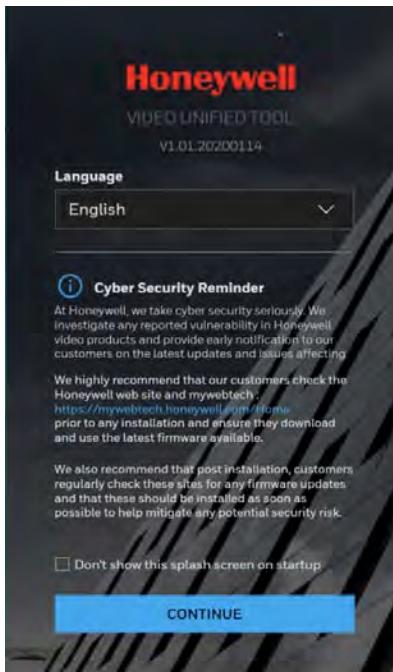 Honeywell
VIDEO UNIFIED TOOL
V1.01.20200114
Language
English
Cyber Security Reminder
At Honeywell, we take cyber security seriously. We
investigate any reported vulnerability in Honeywell
video products and provide early notification to our
customers on the latest updates and issues affecting
We highly recommend that our customers check the
Honeywell web site and mywebtech :
https://mywebtech.honeywell.com/Home
prior to any installation and ensure they download
and use the latest firmware available.
We also recommend that post installation, customers
regularly check these sites for any firmware updates
and that these should be installed as soon as
possible to help mitigate any potential security risk.
Don't show this splash screen on startup
CONTINUE